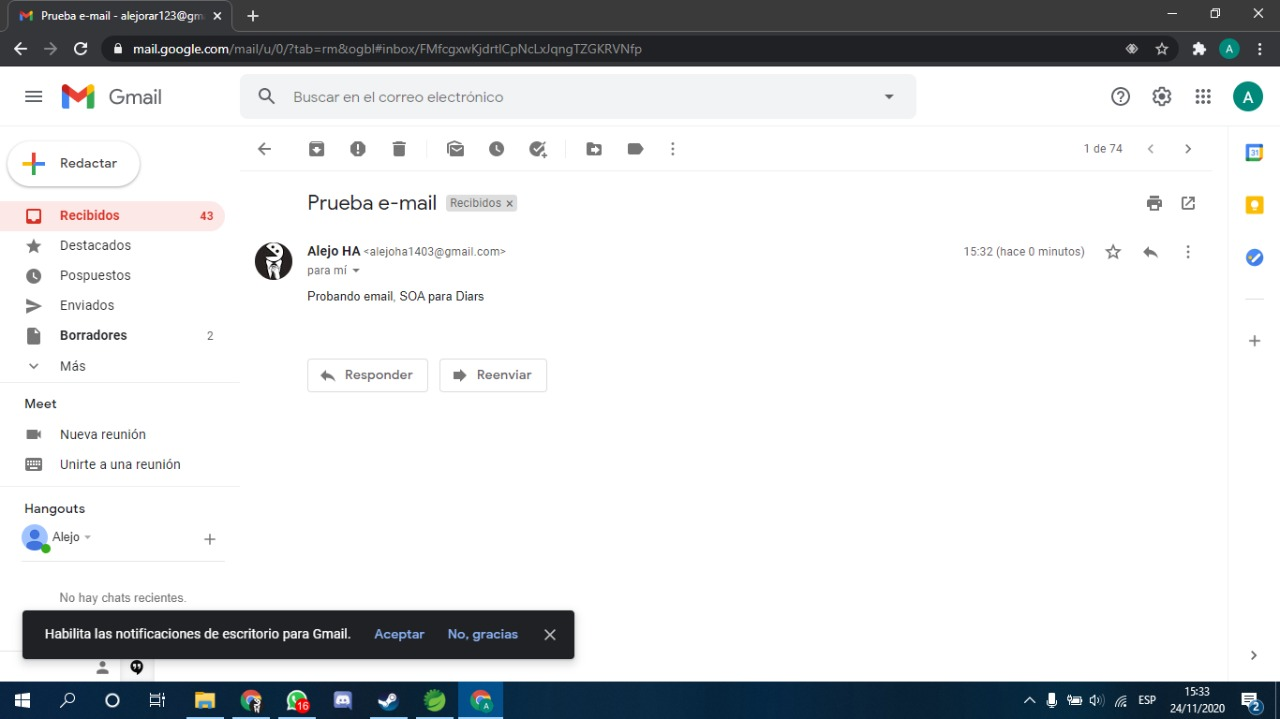 Prueba e-mail - alejorar123@gm
mail.google.com/mail/u/0/?tab=rm&ogbl#inbox/FMfcgxwKjdrtlCpNcLxJqngTZGKRVNfp
A
Gmail
Buscar en el correo electrónico
A
Redactar
1 de 74
31
Recibidos 43
Destacados
Pospuestos
Enviados
Borradores 2
Más
Prueba e-mail Recibidos x
Alejo HA <alejoha1403@gmail.com> 15:32 (hace 0 minutos)
para mí
Probando email, SOA para Diars
Responder Reenviar
Meet
Nueva reunión
Unirte a una reunión
Hangouts
Alejo
No hay chats recientes.
Habilita las notificaciones de escritorio para Gmail. Aceptar No, gracias
16
A
ESP
15:33
24/11/2020
2